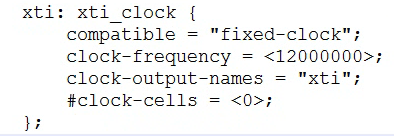 xti: xti_clock {
    compatible = "fixed-clock";
    clock-frequency = <12000000>;
    clock-output-names = "xti";
    #clock-cells = <0>;
};